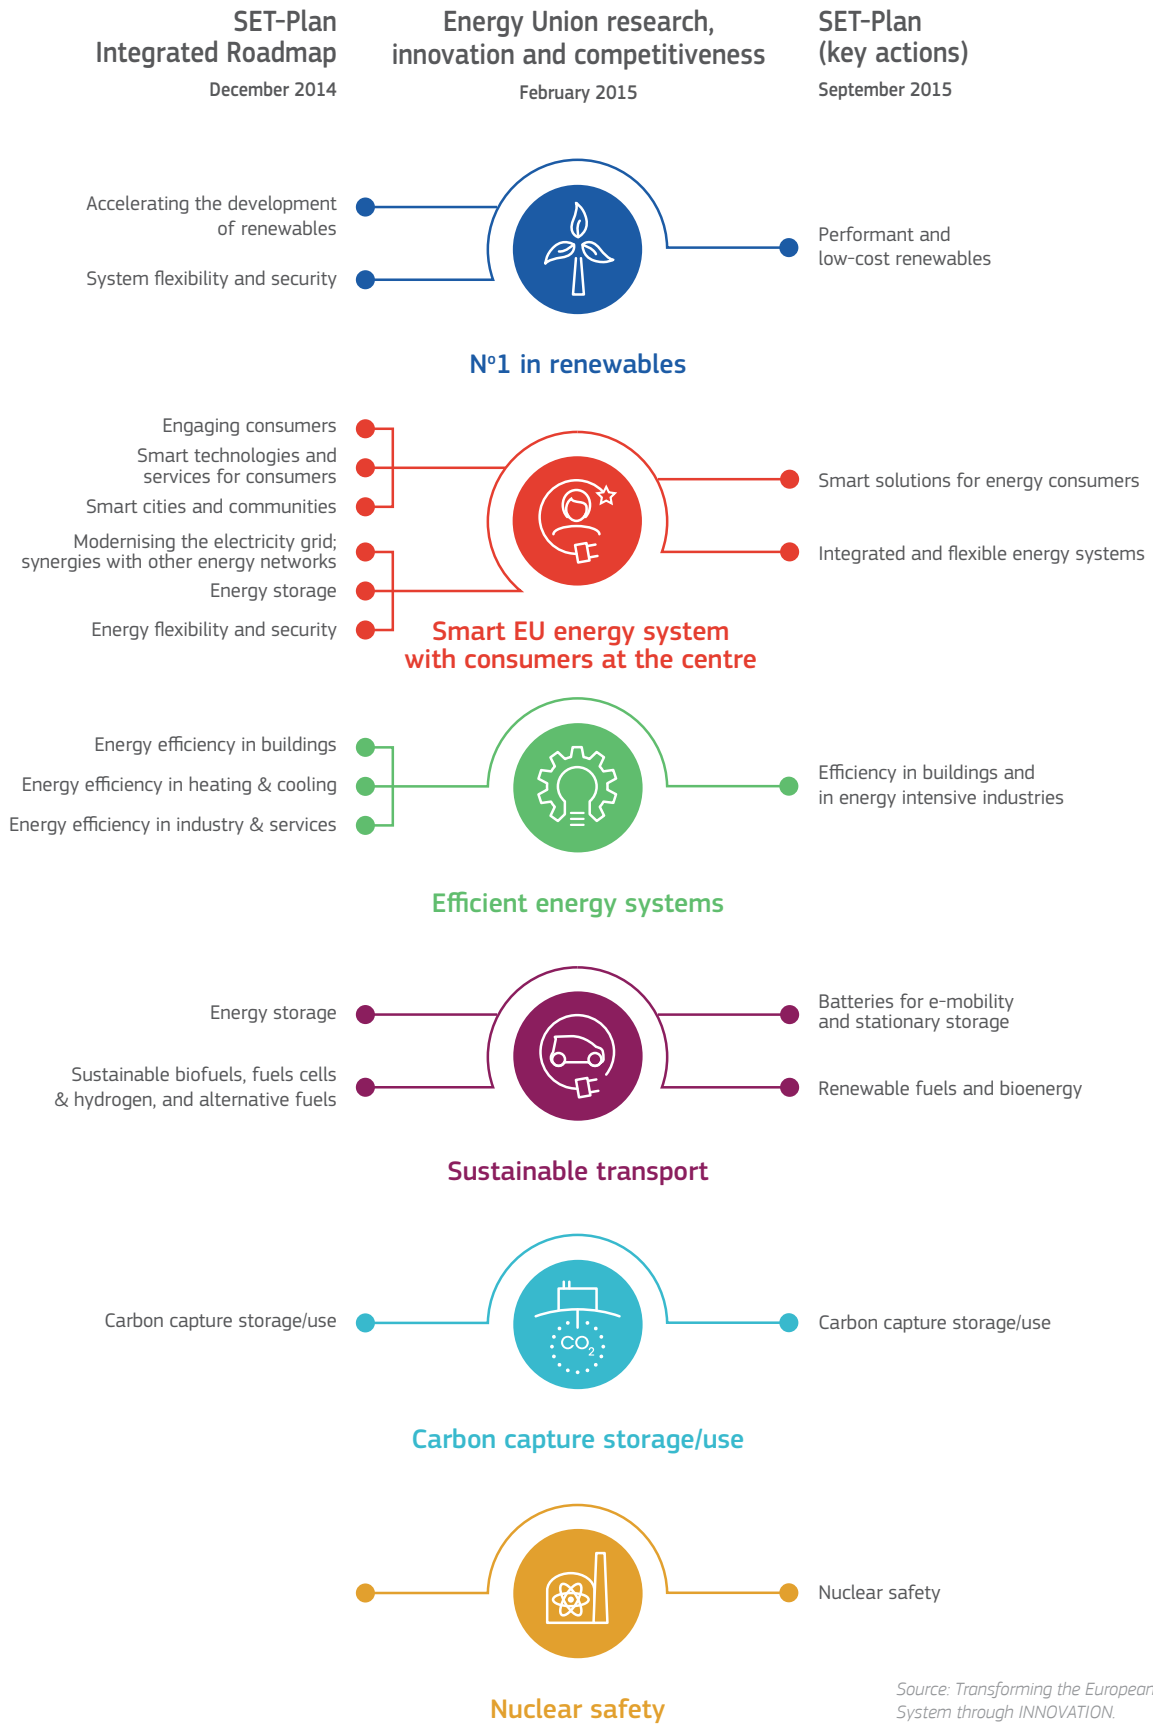 SET-Plan
Integrated Roadmap
December 2014
Energy Union research,
innovation and competitiveness
February 2015
SET-Plan
(key actions)
September 2015
Accelerating the development
of renewables
System flexibility and security
Performant and
low-cost renewables
Nº1 in renewables
Engaging consumers
Smart technologies and
services for consumers
Smart cities and communities
Modernising the electricity grid;
synergies with other energy networks
Energy storage
Energy flexibility and security
Smart solutions for energy consumers
Integrated and flexible energy systems
Smart EU energy system
with consumers at the centre
Energy efficiency in buildings
Energy efficiency in heating & cooling
Energy efficiency in industry & services
Efficiency in buildings and
in energy intensive industries
Efficient energy systems
Energy storage
Sustainable biofuels, fuels cells
& hydrogen, and alternative fuels
Batteries for e-mobility
and stationary storage
Renewable fuels and bioenergy
Sustainable transport
Carbon capture storage/use
CO2
Carbon capture storage/use
Carbon capture storage/use
Nuclear safety
Nuclear safety
Source: Transforming the European
System through INNOVATION.